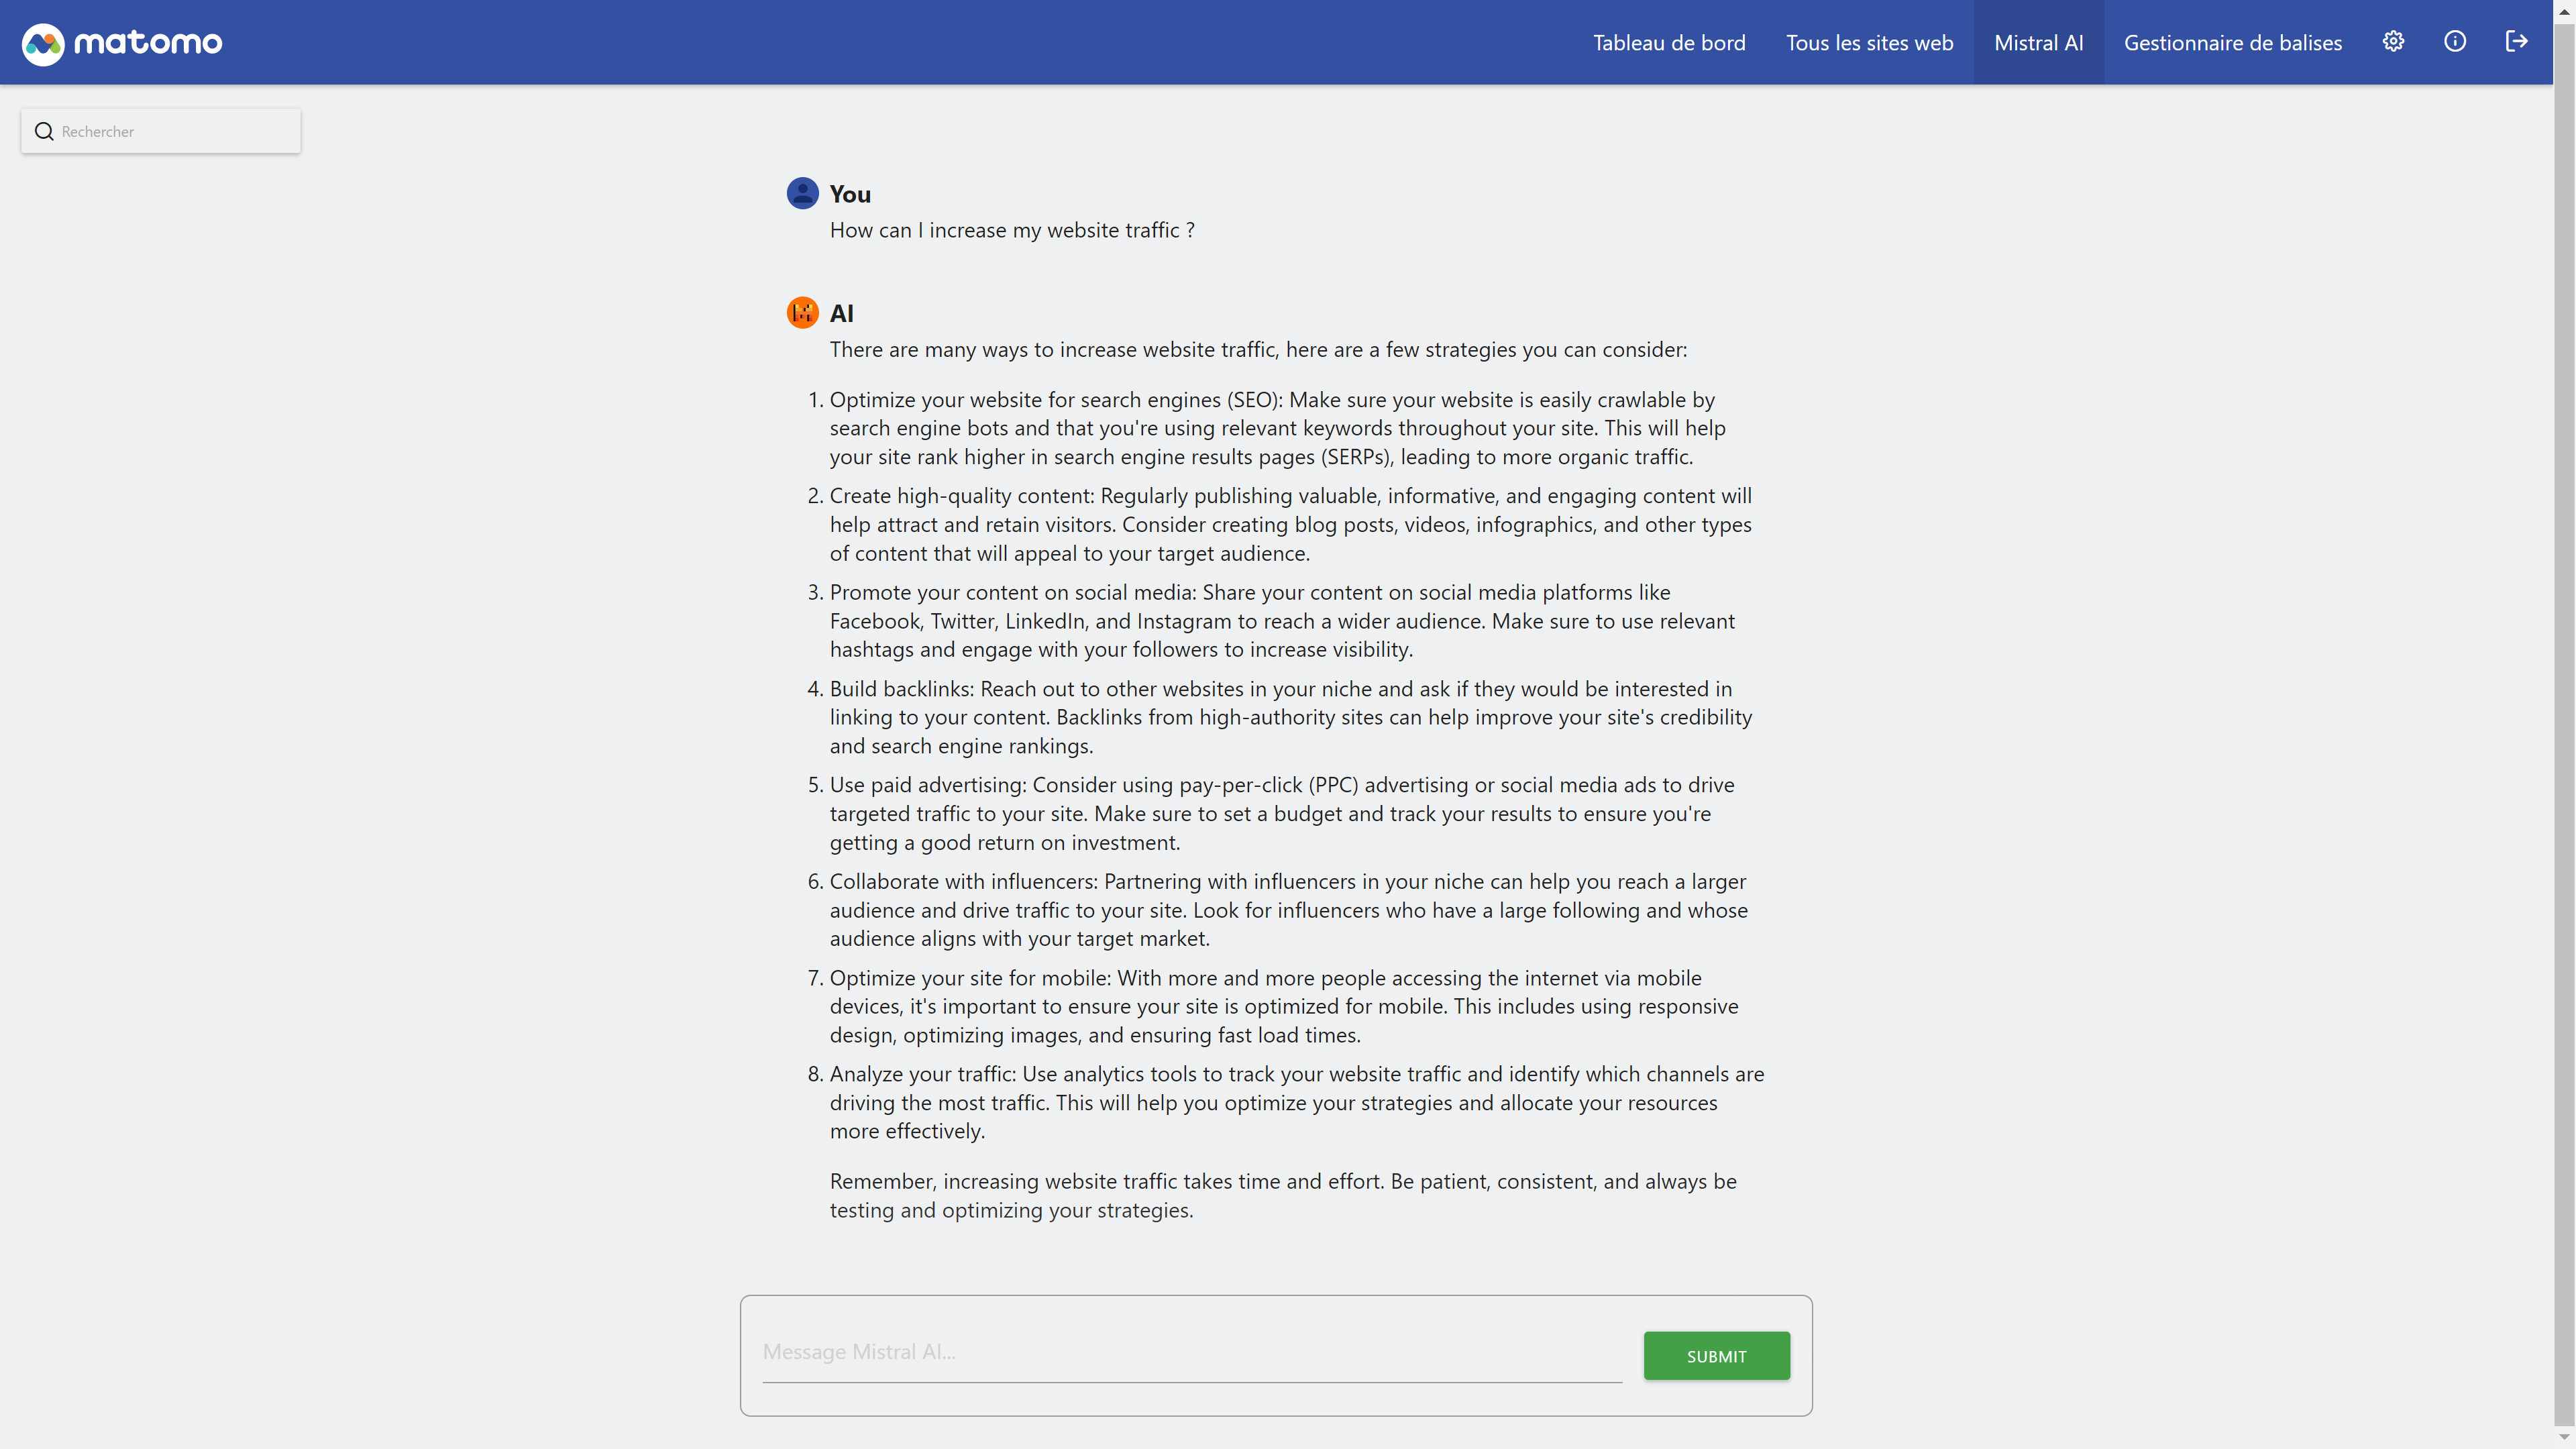 matomo
Tableau de bord
Tous les sites web
Mistral AI
Gestionnaire de balises
Rechercher
You
How can I increase my website traffic ?
AI
There are many ways to increase website traffic, here are a few strategies you can consider:
1. Optimize your website for search engines (SEO): Make sure your website is easily crawlable by
search engine bots and that you're using relevant keywords throughout your site. This will help
your site rank higher in search engine results pages (SERPs), leading to more organic traffic.
2. Create high-quality content: Regularly publishing valuable, informative, and engaging content will
help attract and retain visitors. Consider creating blog posts, videos, infographics, and other types
of content that will appeal to your target audience.
3. Promote your content on social media: Share your content on social media platforms like
Facebook, Twitter, LinkedIn, and Instagram to reach a wider audience. Make sure to use relevant
hashtags and engage with your followers to increase visibility.
4. Build backlinks: Reach out to other websites in your niche and ask if they would be interested in
linking to your content. Backlinks from high-authority sites can help improve your site's credibility
and search engine rankings.
5. Use paid advertising: Consider using pay-per-click (PPC) advertising or social media ads to drive
targeted traffic to your site. Make sure to set a budget and track your results to ensure you're
getting a good return on investment.
6. Collaborate with influencers: Partnering with influencers in your niche can help you reach a larger
audience and drive traffic to your site. Look for influencers who have a large following and whose
audience aligns with your target market.
7. Optimize your site for mobile: With more and more people accessing the internet via mobile
devices, it's important to ensure your site is optimized for mobile. This includes using responsive
design, optimizing images, and ensuring fast load times.
8. Analyze your traffic: Use analytics tools to track your website traffic and identify which channels are
driving the most traffic. This will help you optimize your strategies and allocate your resources
more effectively.
Remember, increasing website traffic takes time and effort. Be patient, consistent, and always be
testing and optimizing your strategies.
Message Mistral AI...
SUBMIT